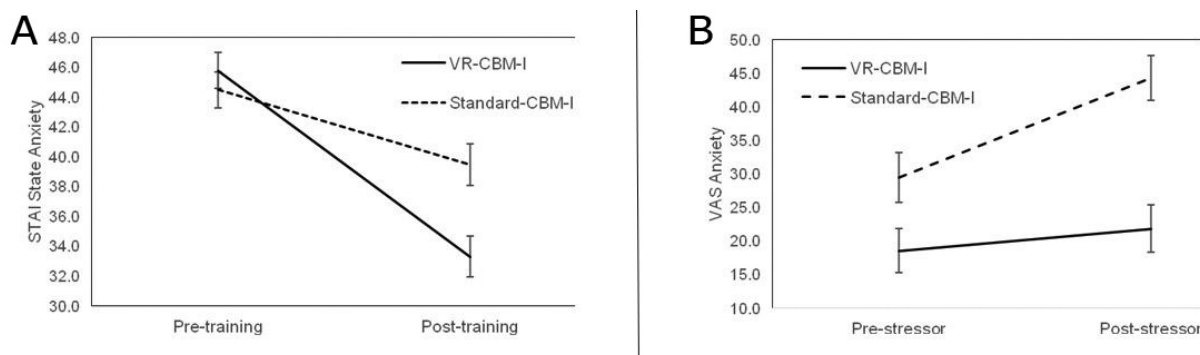 A
48.0
46.0
44.0
42.0
40.0
38.0
36.0
34.0
32.0
30.0
STAI State Anxiety
VR-CBM-I
Standard-CBM-I
Pre-training
Post-training
B
50.0
45.0
40.0
35.0
30.0
25.0
20.0
15.0
10.0
VAS Anxiety
VR-CBM-I
Standard-CBM-I
Pre-stressor
Post-stressor